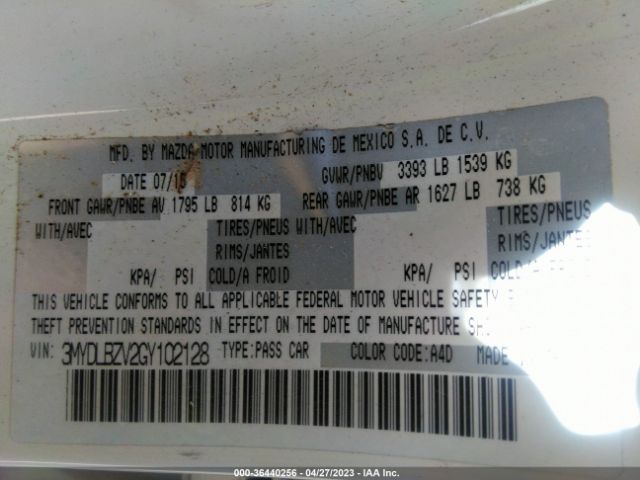 MFD. BY MAZDA MOTOR MANUFACTURING DE MEXICO S.A. DE C.V.
DATE 07/15 GVWR/PNBV 3393 LB 1539 KG
FRONT GAWR/PNBE AV 1795 LB 814 KG REAR GAWR/PNBE AR 1627 LB 738 KG
WITH/AVEC TIRES/PNEUS WITH/AVEC TIRES/PNEUS
RIMS/JANTES RIMS/JANTES
KPA/ PSI COLD/A FROID KPA/ PSI COLD/A
THIS VEHICLE CONFORMS TO ALL APPLICABLE FEDERAL MOTOR VEHICLE SAFETY
THEFT PREVENTION STANDARDS IN EFFECT ON THE DATE OF MANUFACTURE
VIN: 3MYDLBZV2GY102128 TYPE:PASS CAR COLOR CODE:A4D MADE
000-36440256 - 04/27/2023 - IAA Inc.